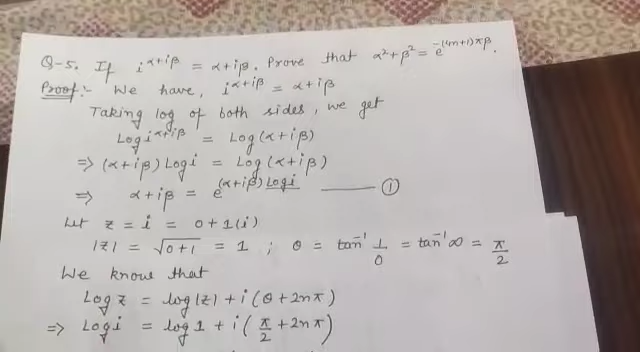 Q-5. If i^{α+iβ} = α+iβ. Prove that α²+β² = e^{-(4n+1)πβ}.
Proof:- We have, i^{α+iβ} = α+iβ
Taking log of both sides, we get
Log i^{α+iβ} = Log(α+iβ)
⇒ (α+iβ) Log i = Log(α+iβ)
⇒ α+iβ = e^{(α+iβ) Log i} —— ①
Let z = i = 0+1(i)
|z| = √(0+1) = 1 ; θ = tan⁻¹ 1/0 = tan⁻¹ ∞ = π/2
We know that
Log z = log|z| + i(θ+2nπ)
⇒ Log i = log 1 + i(π/2 + 2nπ)